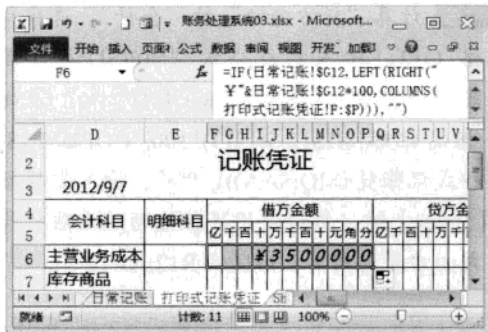 账务处理系统03.xlsx - Microsoft...
文件 开始 插入 页面布 公式 数据 审阅 视图 开发 加载
F6 fx =IF(日常记账!$G12,LEFT(RIGHT("
￥"&日常记账!$G12*100,COLUMNS(
打印式记账凭证!F:$P))),"")
D E F G H I J K L M N O P Q R S T U V
2 记账凭证
3 2012/9/7
4 会计科目 明细科目 借方金额 贷方金
5 亿 千 百 十 万 千 百 十 元 角 分 亿 千 百 十 万 千
6 主营业务成本 ¥ 3 5 0 0 0 0 0
7 库存商品
日常记账 打印式记账凭证 Sh
就绪 计数: 11 100%